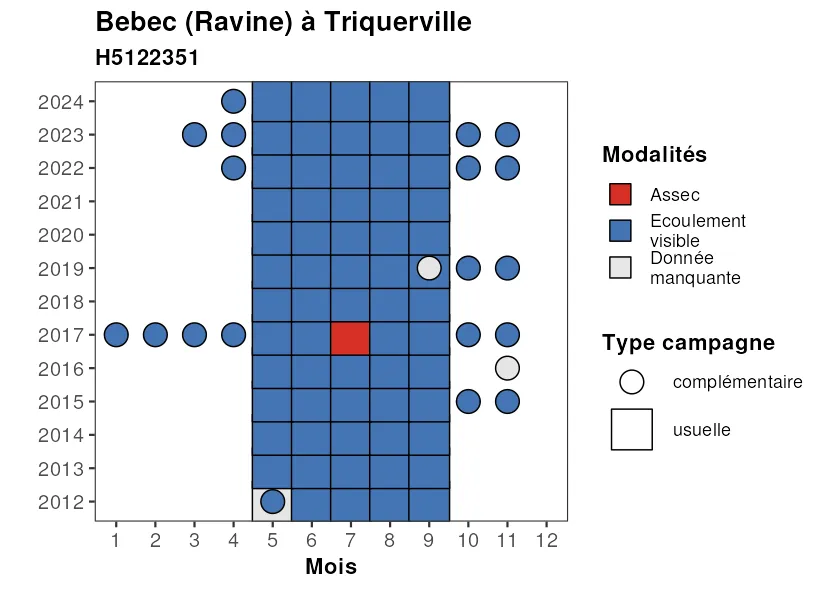 Bebec (Ravine) à Triquerville
H5122351
2024
2023
2022
2021
2020
2019
2018
2017
2016
2015
2014
2013
2012
1 2 3 4 5 6 7 8 9 10 11 12
Mois
Modalités
Assec
Ecoulement
visible
Donnée
manquante
Type campagne
complémentaire
usuelle